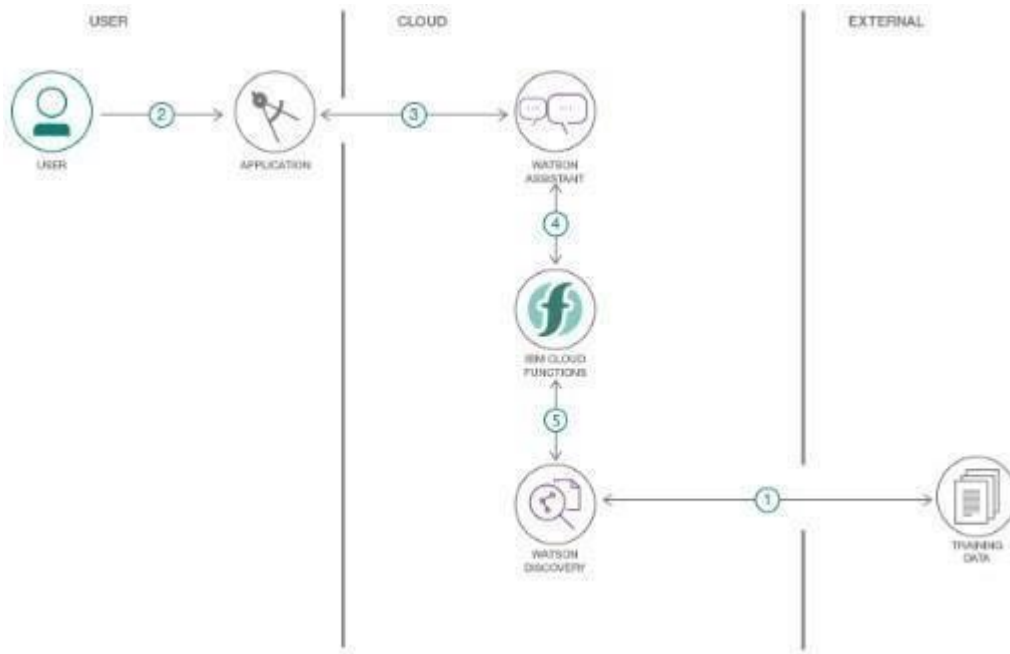 USER
CLOUD
EXTERNAL
2
3
USER
APPLICATION
WATSON
ASSISTANT
4
IBM CLOUD
FUNCTIONS
5
1
WATSON
DISCOVERY
TRAINING
DATA